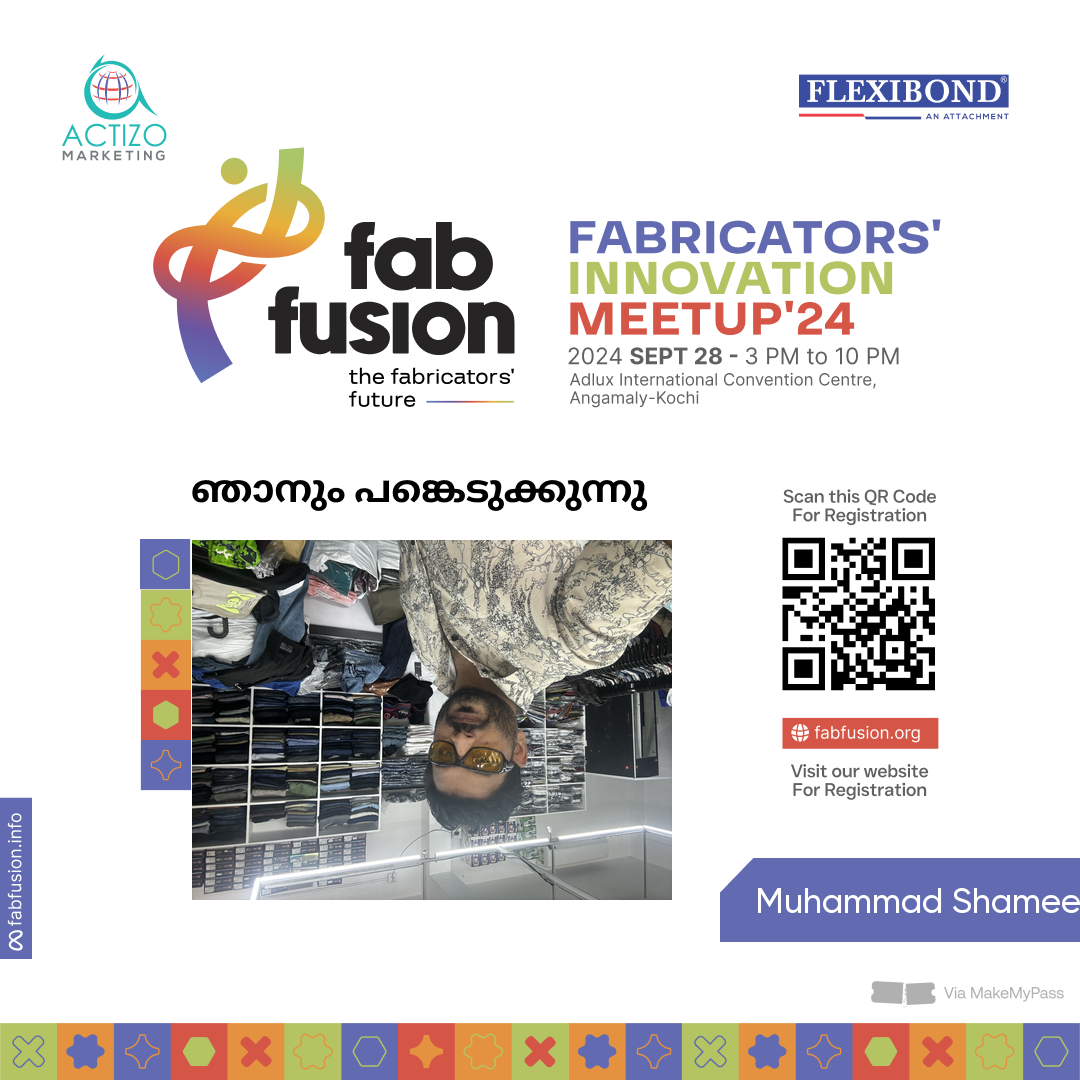 ACTIZO
MARKETING
FLEXIBOND®
AN ATTACHMENT
fab
fusion
the fabricators'
future
FABRICATORS'
INNOVATION
MEETUP'24
2024 SEPT 28 - 3 PM to 10 PM
Adlux International Convention Centre,
Angamaly-Kochi
ഞാനും പങ്കെടുക്കുന്നു
Scan this QR Code
For Registration
fabfusion.org
Visit our website
For Registration
fabfusion.info
Muhammad Shamee
Via MakeMyPass